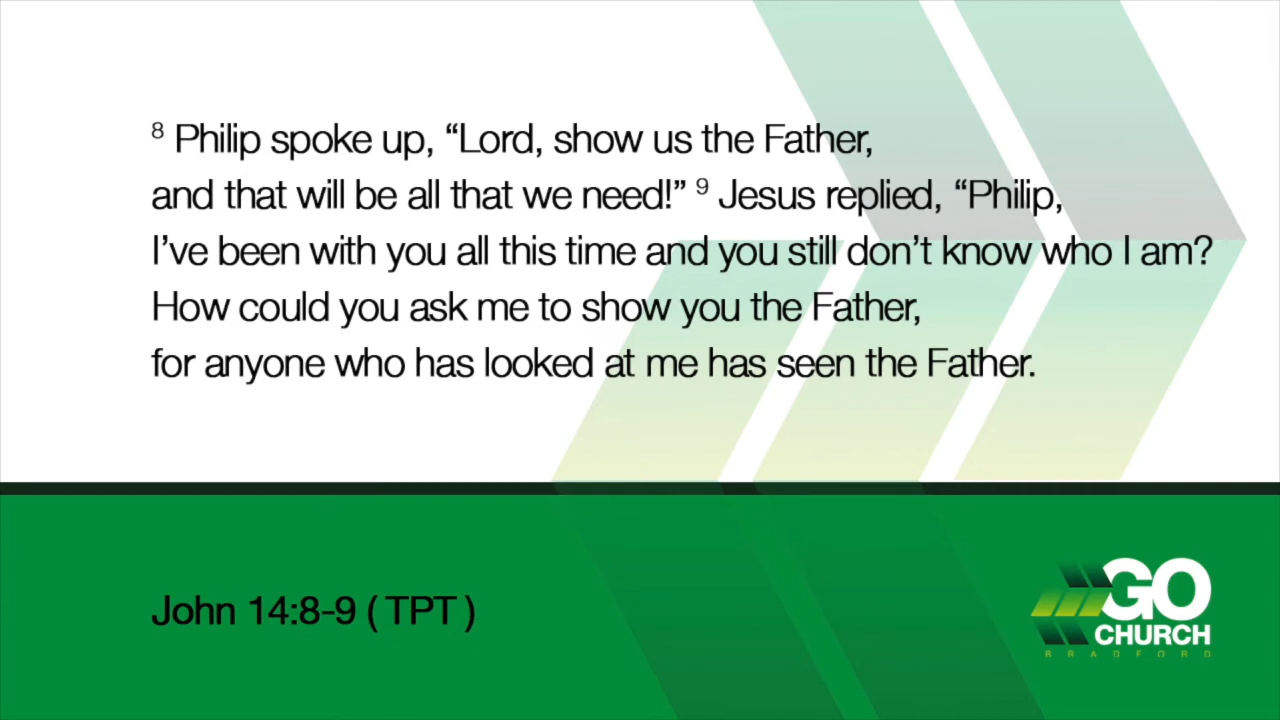 ⁸ Philip spoke up, “Lord, show us the Father,
and that will be all that we need!” ⁹ Jesus replied, “Philip,
I’ve been with you all this time and you still don’t know who I am?
How could you ask me to show you the Father,
for anyone who has looked at me has seen the Father.
John 14:8-9 ( TPT )
GO
CHURCH
BRADFORD